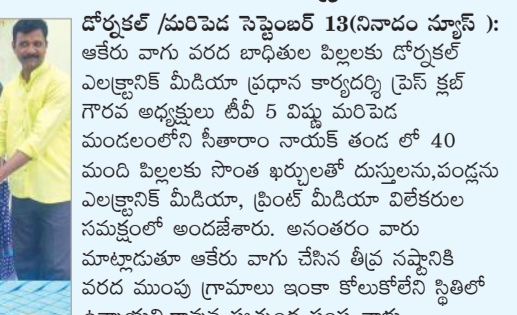 డోర్నకల్ /మరిపెడ సెప్టెంబర్ 13(నినాదం న్యూస్ ):
ఆకేరు వాగు వరద బాధితుల పిల్లలకు డోర్నకల్
ఎలక్ట్రానిక్ మీడియా ప్రధాన కార్యదర్శి ప్రెస్ క్లబ్
గౌరవ అధ్యక్షులు టీవీ 5 విష్ణు మరిపెడ
మండలంలోని సీతారాం నాయక్ తండ లో 40
మంది పిల్లలకు సొంత ఖర్చులతో దుస్తులను,పండ్లను
ఎలక్ట్రానిక్ మీడియా, ప్రింట్ మీడియా విలేకరుల
సమక్షంలో అందజేశారు. అనంతరం వారు
మాట్లాడుతూ ఆకేరు వాగు చేసిన తీవ్ర నష్టానికి
వరద ముంపు గ్రామాలు ఇంకా కోలుకోలేని స్థితిలో